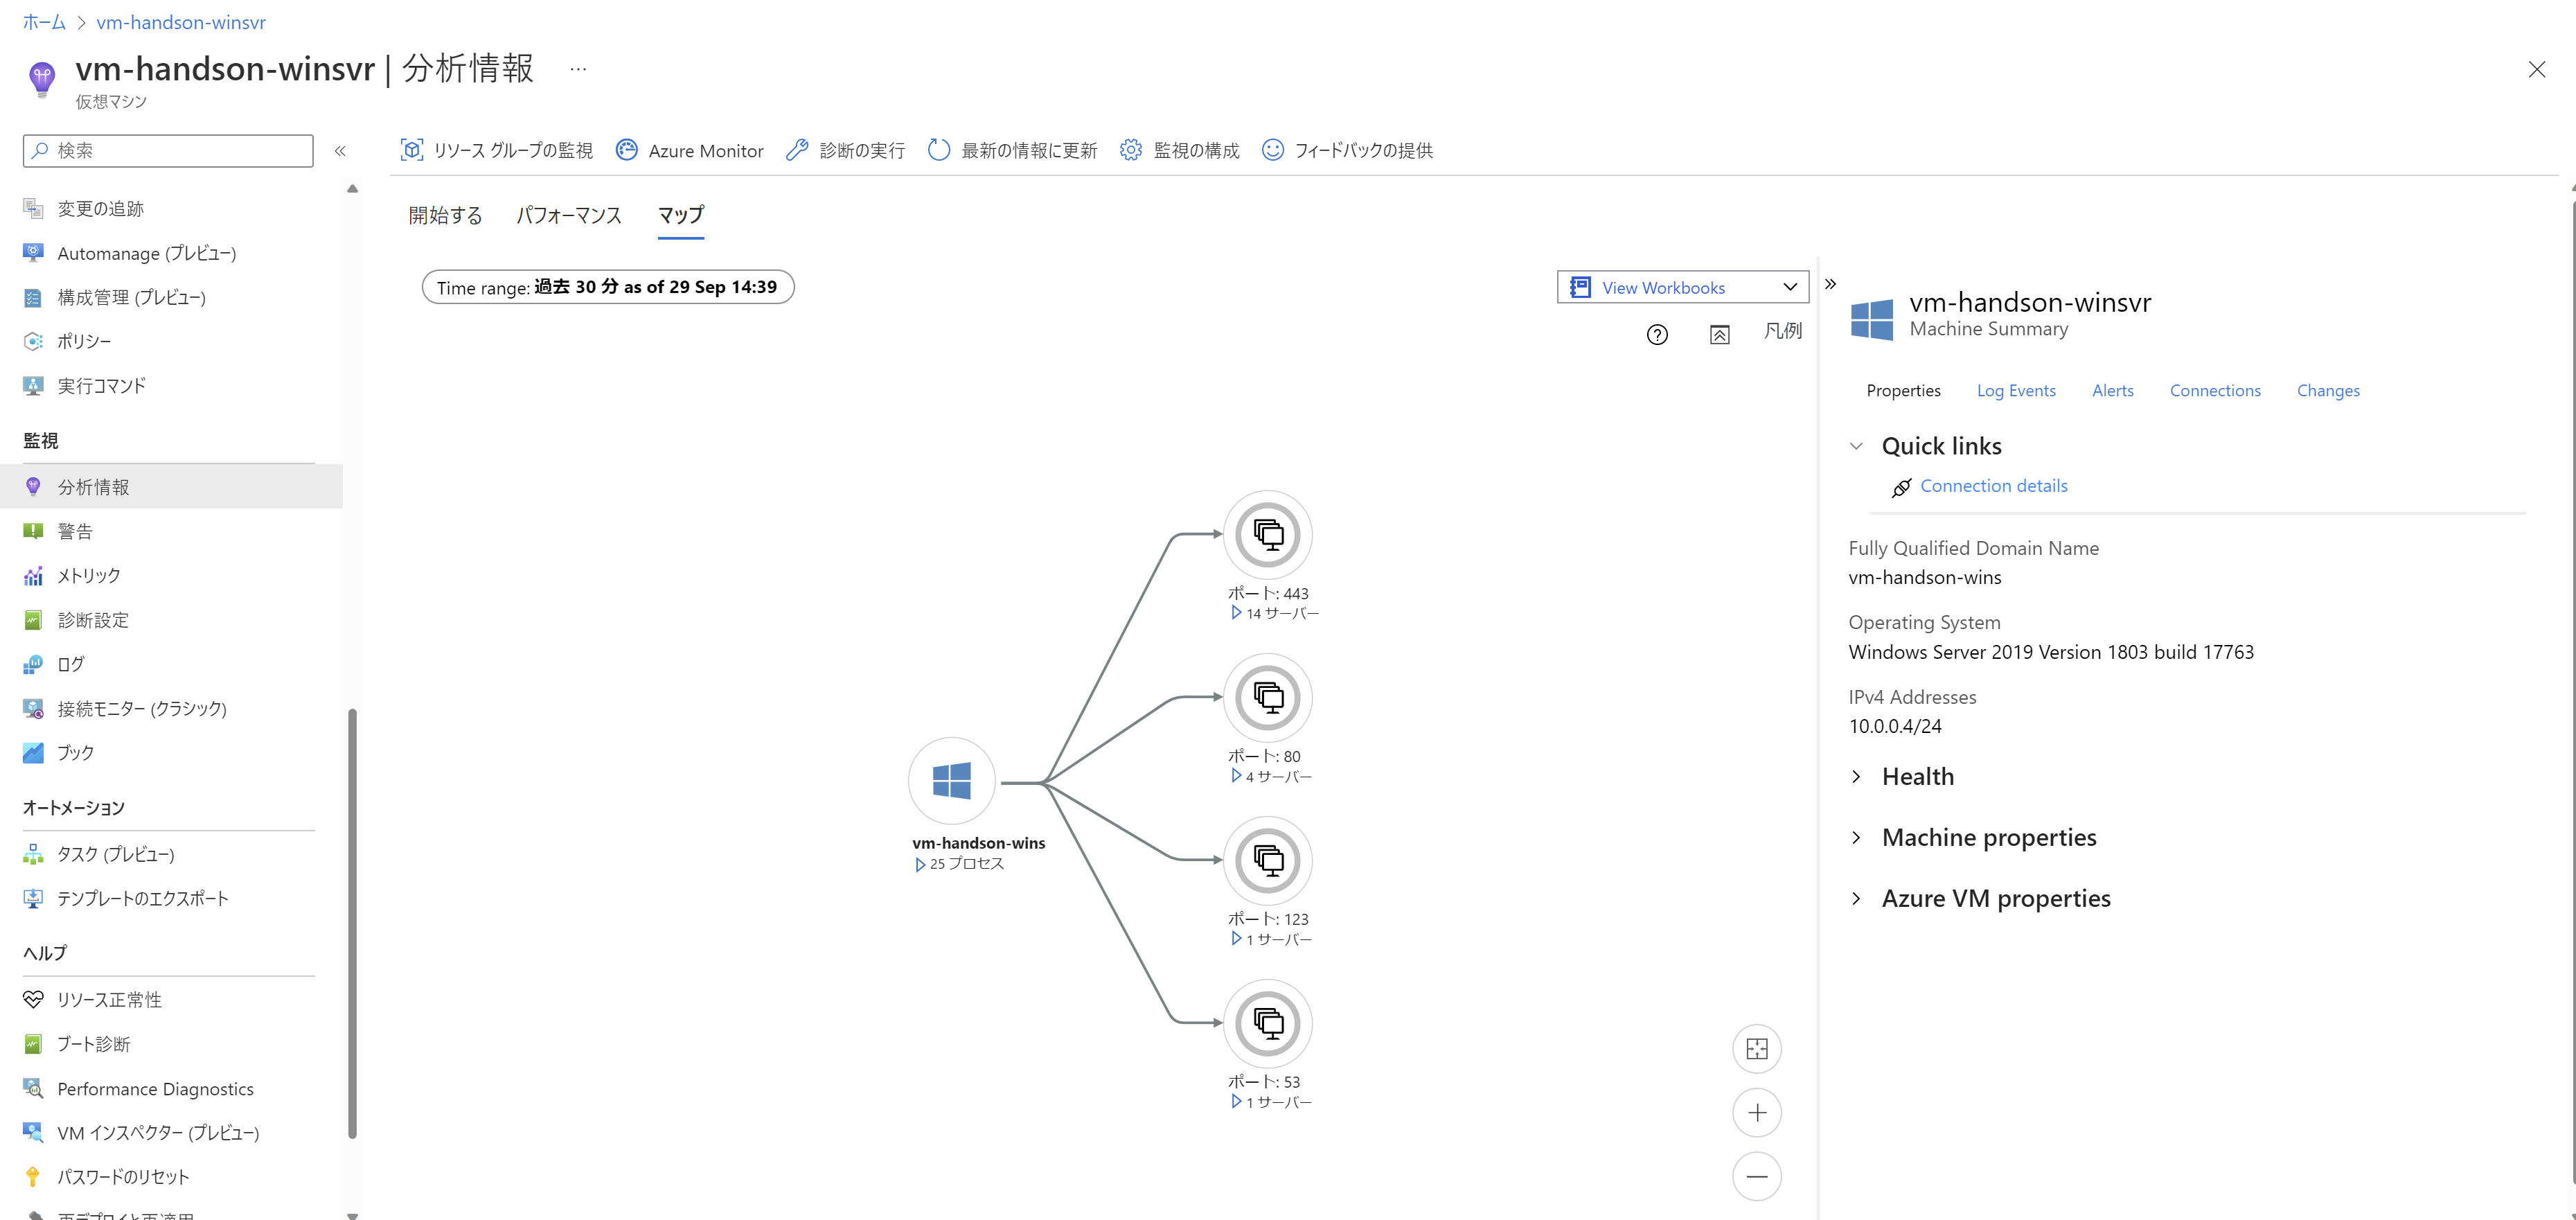 ホーム > vm-handson-winsvr
vm-handson-winsvr | 分析情報 …
仮想マシン
検索
変更の追跡
Automanage (プレビュー)
構成管理 (プレビュー)
ポリシー
実行コマンド
監視
分析情報
警告
メトリック
診断設定
ログ
接続モニター (クラシック)
ブック
オートメーション
タスク (プレビュー)
テンプレートのエクスポート
ヘルプ
リソース正常性
ブート診断
Performance Diagnostics
VM インスペクター (プレビュー)
パスワードのリセット
再デプロイと再適用
リソース グループの監視 Azure Monitor 診断の実行 最新の情報に更新 監視の構成 フィードバックの提供
開始する パフォーマンス マップ
Time range: 過去 30 分 as of 29 Sep 14:39
View Workbooks
凡例
ポート: 443
14 サーバー
ポート: 80
4 サーバー
vm-handson-wins
25 プロセス
ポート: 123
1 サーバー
ポート: 53
1 サーバー
vm-handson-winsvr
Machine Summary
Properties Log Events Alerts Connections Changes
Quick links
Connection details
Fully Qualified Domain Name
vm-handson-wins
Operating System
Windows Server 2019 Version 1803 build 17763
IPv4 Addresses
10.0.0.4/24
Health
Machine properties
Azure VM properties